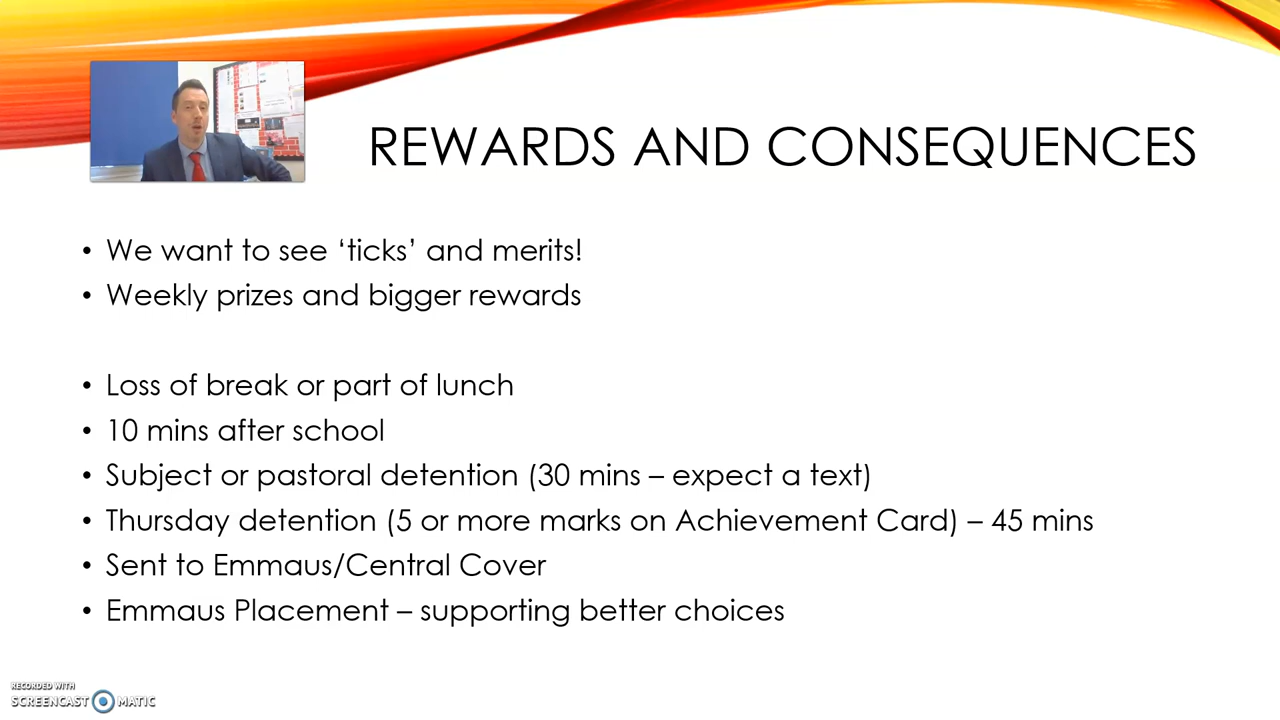 REWARDS AND CONSEQUENCES
• We want to see ‘ticks’ and merits!
• Weekly prizes and bigger rewards
• Loss of break or part of lunch
• 10 mins after school
• Subject or pastoral detention (30 mins – expect a text)
• Thursday detention (5 or more marks on Achievement Card) – 45 mins
• Sent to Emmaus/Central Cover
• Emmaus Placement – supporting better choices
RECORDED WITH
SCREENCAST MATIC